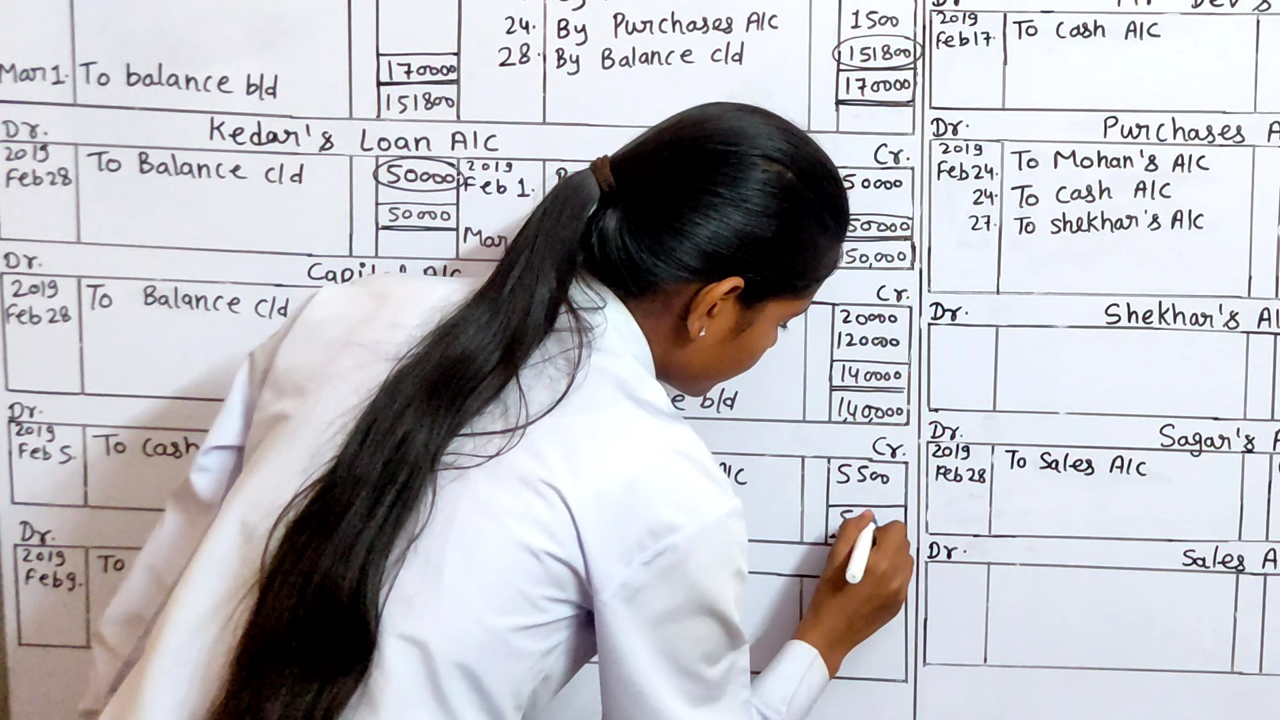 24. By Purchases A/c 1500
28. By Balance c/d 151800
170000 170000
Mar 1. To balance b/d 151800
Dr. Kedar's Loan A/c Cr.
2019 2019
Feb 28 To Balance c/d 50000 Feb 1. 50000
50000 50000
Mar 50,000
Dr. Cr.
2019 20000
Feb 28 To Balance c/d 120000
140000
b/d 1,40,000
Dr. Cr.
2019
Feb 5. To Cash 5500
Dr.
2019
Feb 9. To
2019
Feb 17. To Cash A/c
Dr. Purchases
2019
Feb 24. To Mohan's A/c
24. To Cash A/c
27. To Shekhar's A/c
Dr. Shekhar's
Dr. Sagar's
2019
Feb 28 To Sales A/c
Dr. Sales